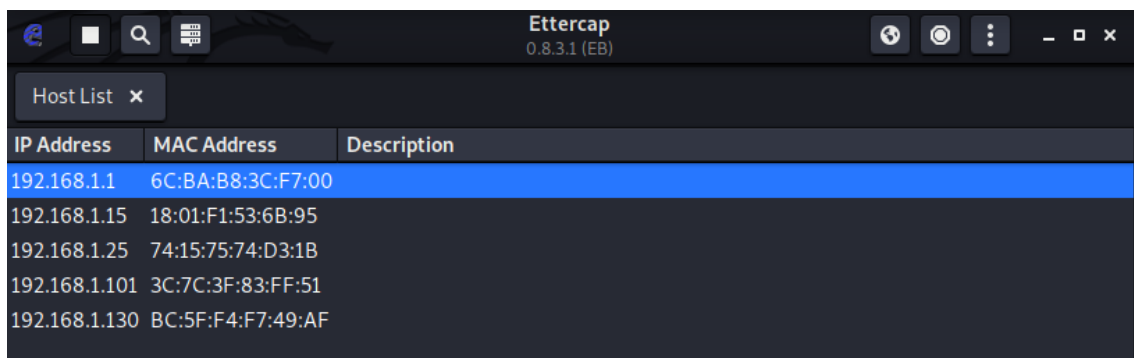 Ettercap
0.8.3.1 (EB)
Host List
IP Address MAC Address Description
192.168.1.1 6C:BA:B8:3C:F7:00
192.168.1.15 18:01:F1:53:6B:95
192.168.1.25 74:15:75:74:D3:1B
192.168.1.101 3C:7C:3F:83:FF:51
192.168.1.130 BC:5F:F4:F7:49:AF